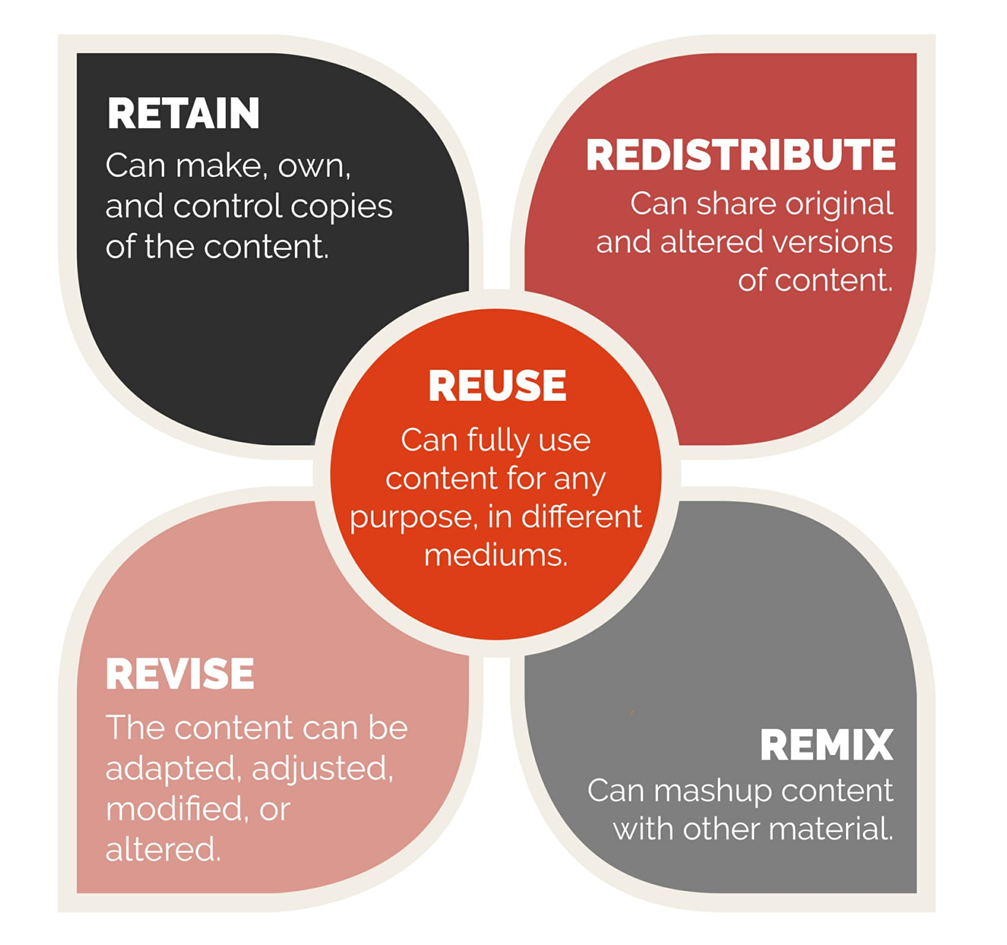 RETAIN
Can make, own,
and control copies
of the content.
REDISTRIBUTE
Can share original
and altered versions
of content.
REUSE
Can fully use
content for any
purpose, in different
mediums.
REVISE
The content can be
adapted, adjusted,
modified, or
altered.
REMIX
Can mashup content
with other material.